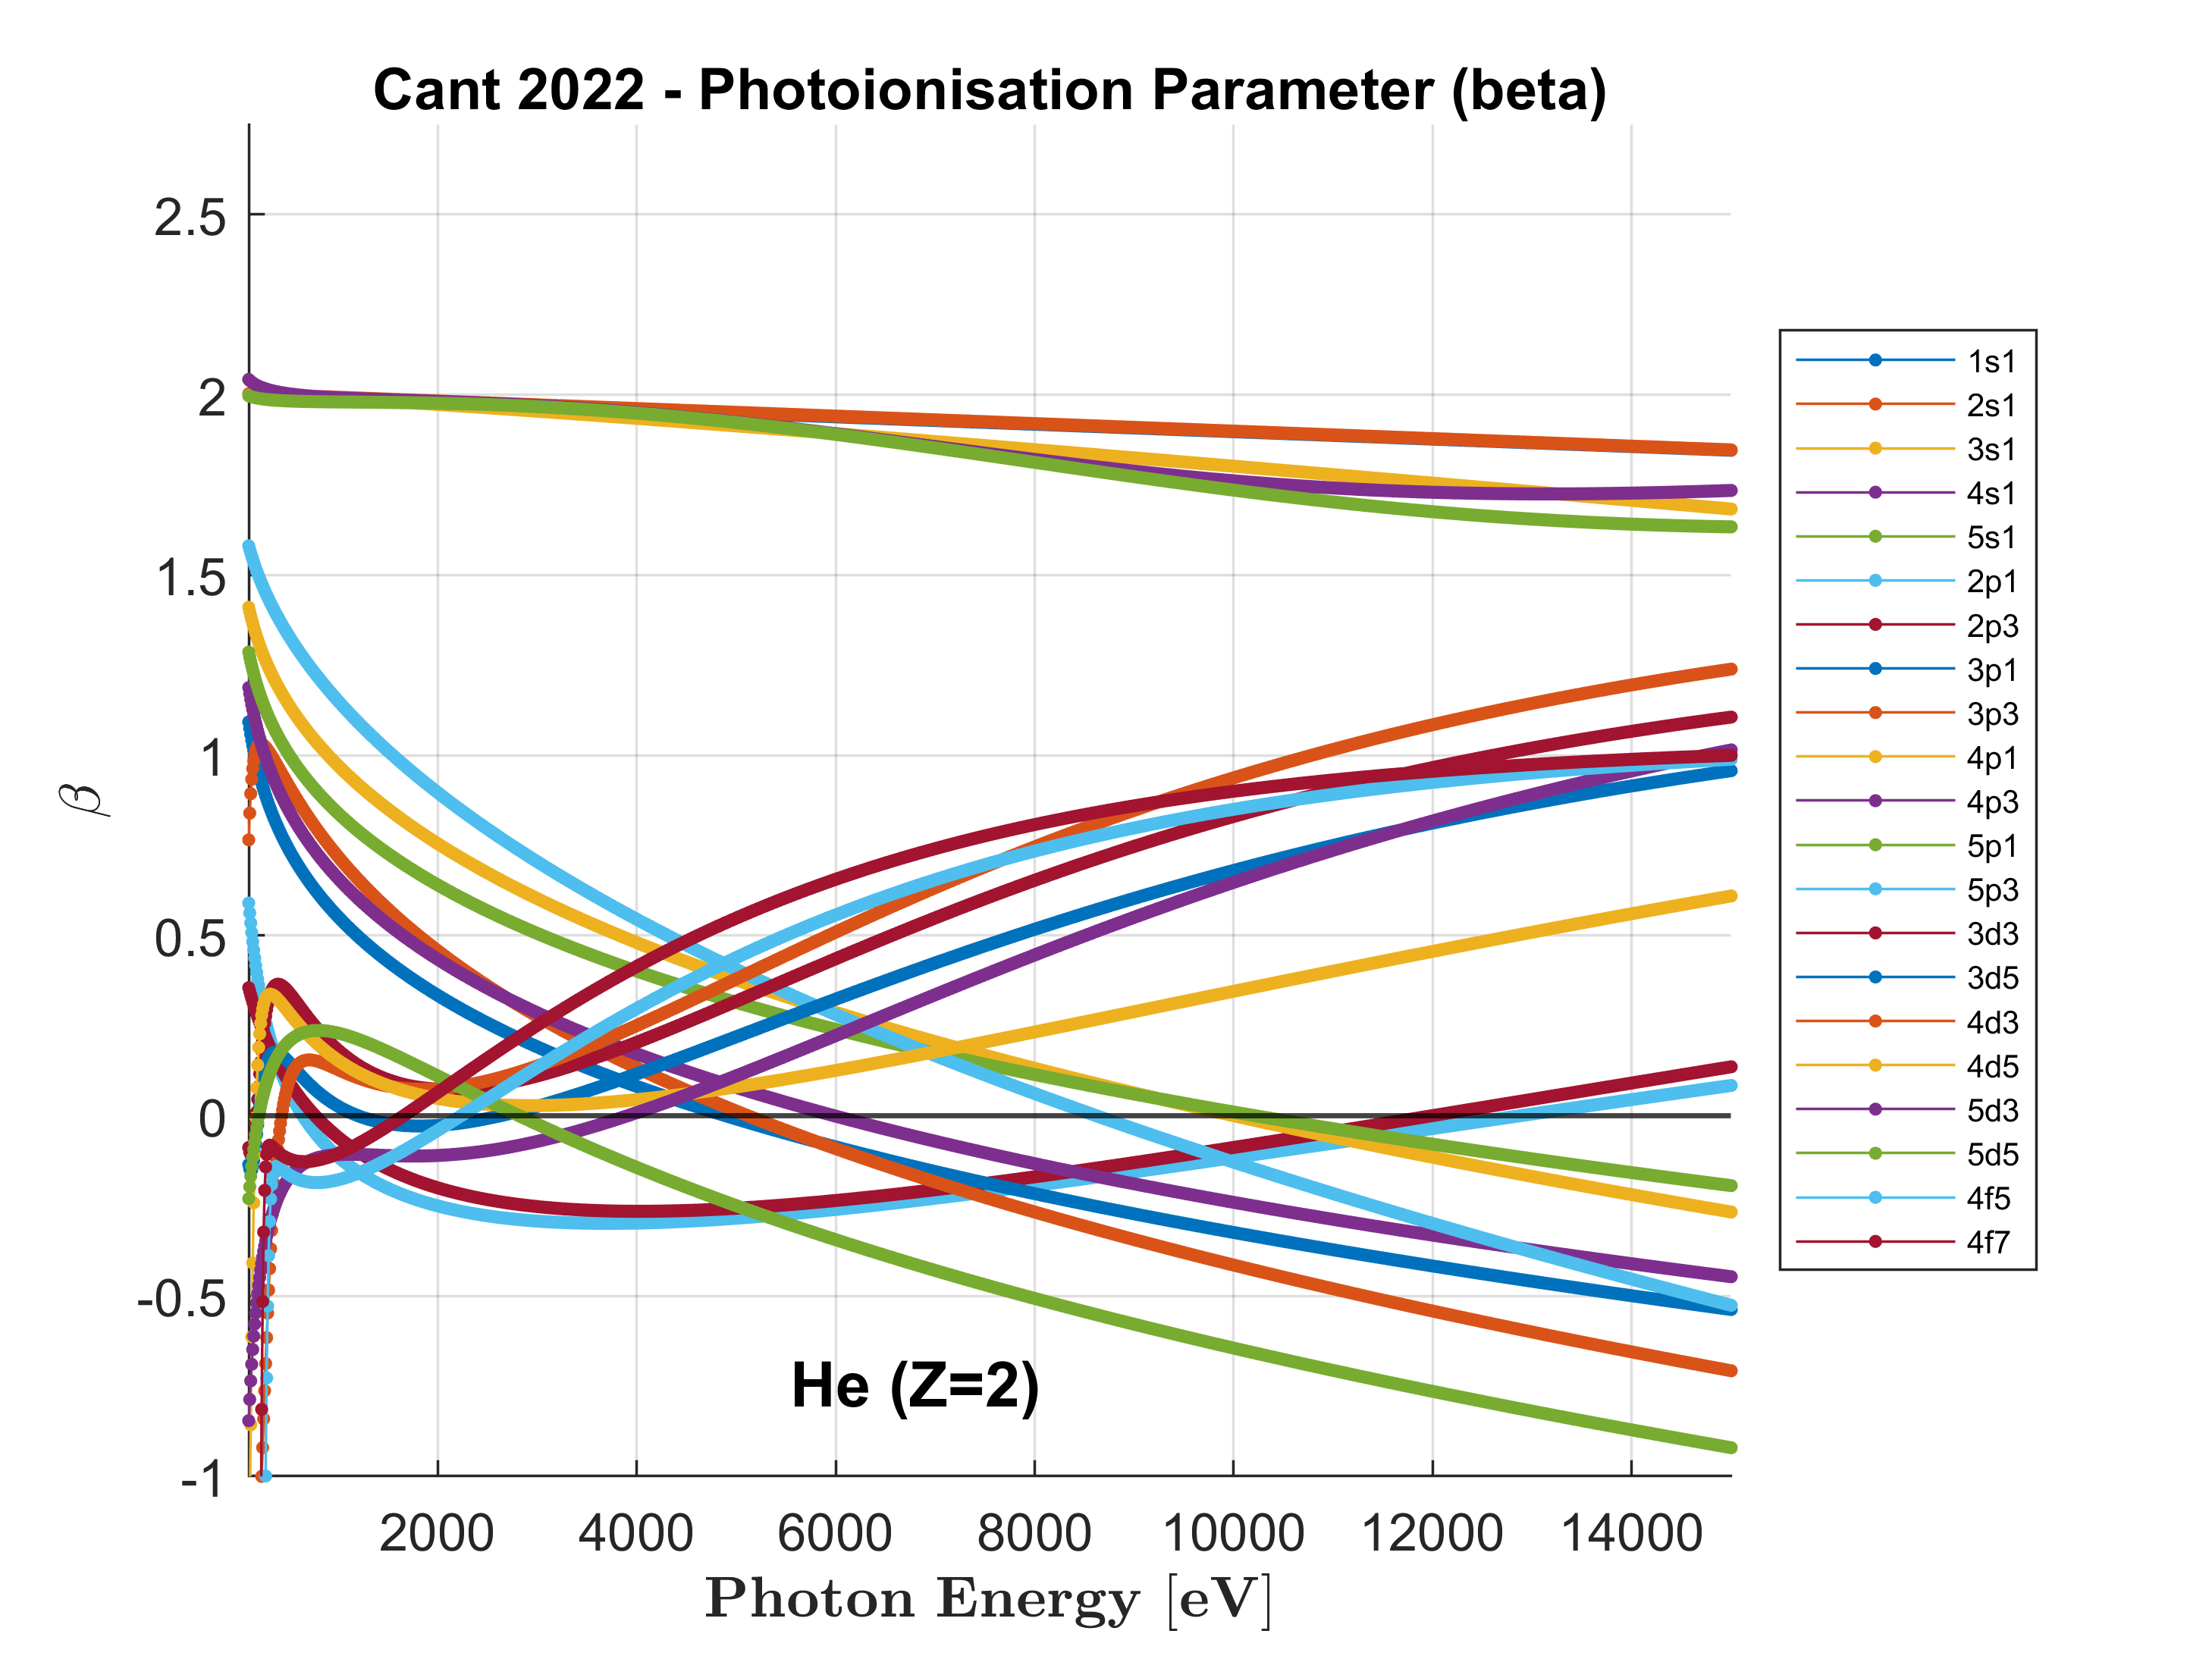 Cant 2022 - Photoionisation Parameter (beta)
2.5
2
1.5
1
0.5
0
-0.5
-1
β
2000 4000 6000 8000 10000 12000 14000
Photon Energy [eV]
He (Z=2)
1s1
2s1
3s1
4s1
5s1
2p1
2p3
3p1
3p3
4p1
4p3
5p1
5p3
3d3
3d5
4d3
4d5
5d3
5d5
4f5
4f7